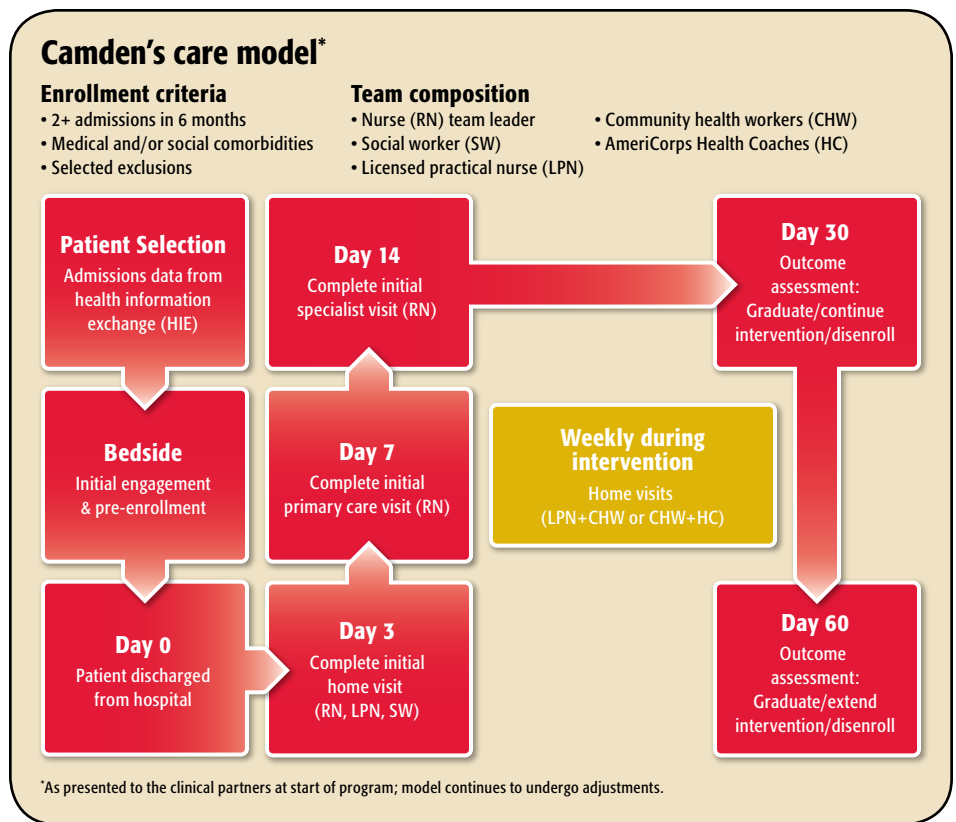 Camden's care model*
Enrollment criteria
• 2+ admissions in 6 months
• Medical and/or social comorbidities
• Selected exclusions
Team composition
• Nurse (RN) team leader
• Social worker (SW)
• Licensed practical nurse (LPN)
• Community health workers (CHW)
• AmeriCorps Health Coaches (HC)
Patient Selection
Admissions data from
health information
exchange (HIE)
Bedside
Initial engagement
& pre-enrollment
Day 0
Patient discharged
from hospital
Day 3
Complete initial
home visit
(RN, LPN, SW)
Day 7
Complete initial
primary care visit (RN)
Day 14
Complete initial
specialist visit (RN)
Day 30
Outcome
assessment:
Graduate/continue
intervention/disenroll
Weekly during
intervention
Home visits
(LPN+CHW or CHW+HC)
Day 60
Outcome
assessment:
Graduate/extend
intervention/disenroll
*As presented to the clinical partners at start of program; model continues to undergo adjustments.